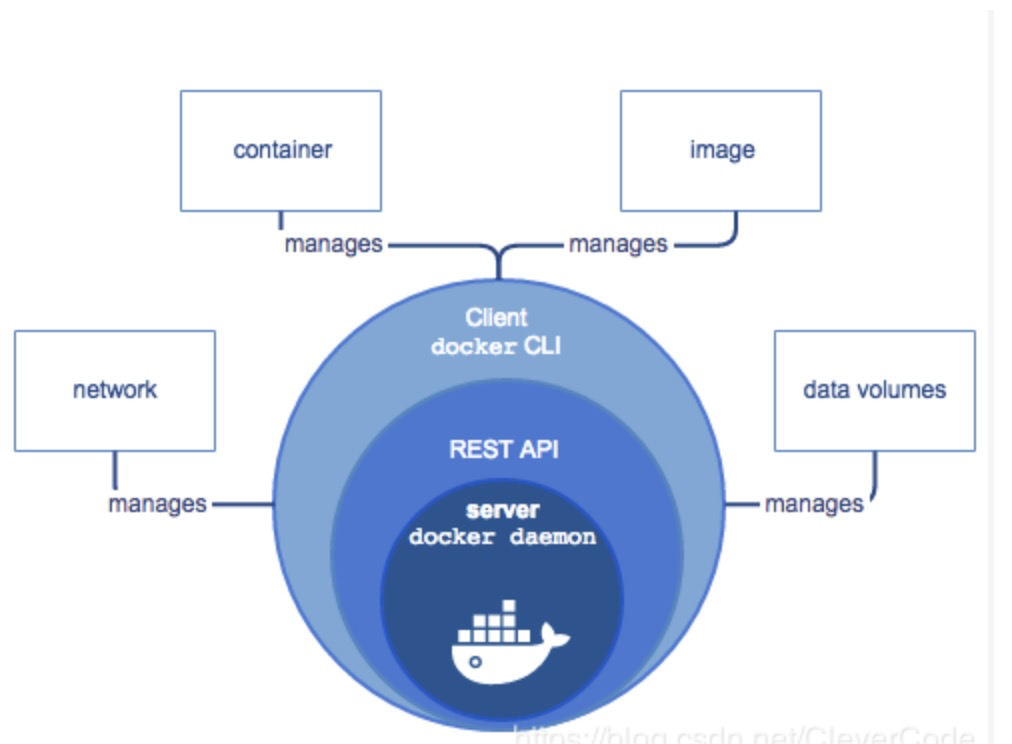 container
image
manages
manages
Client
docker CLI
network
data volumes
REST API
manages
server
manages
docker daemon
https://blog.csdn.net/CleverCode